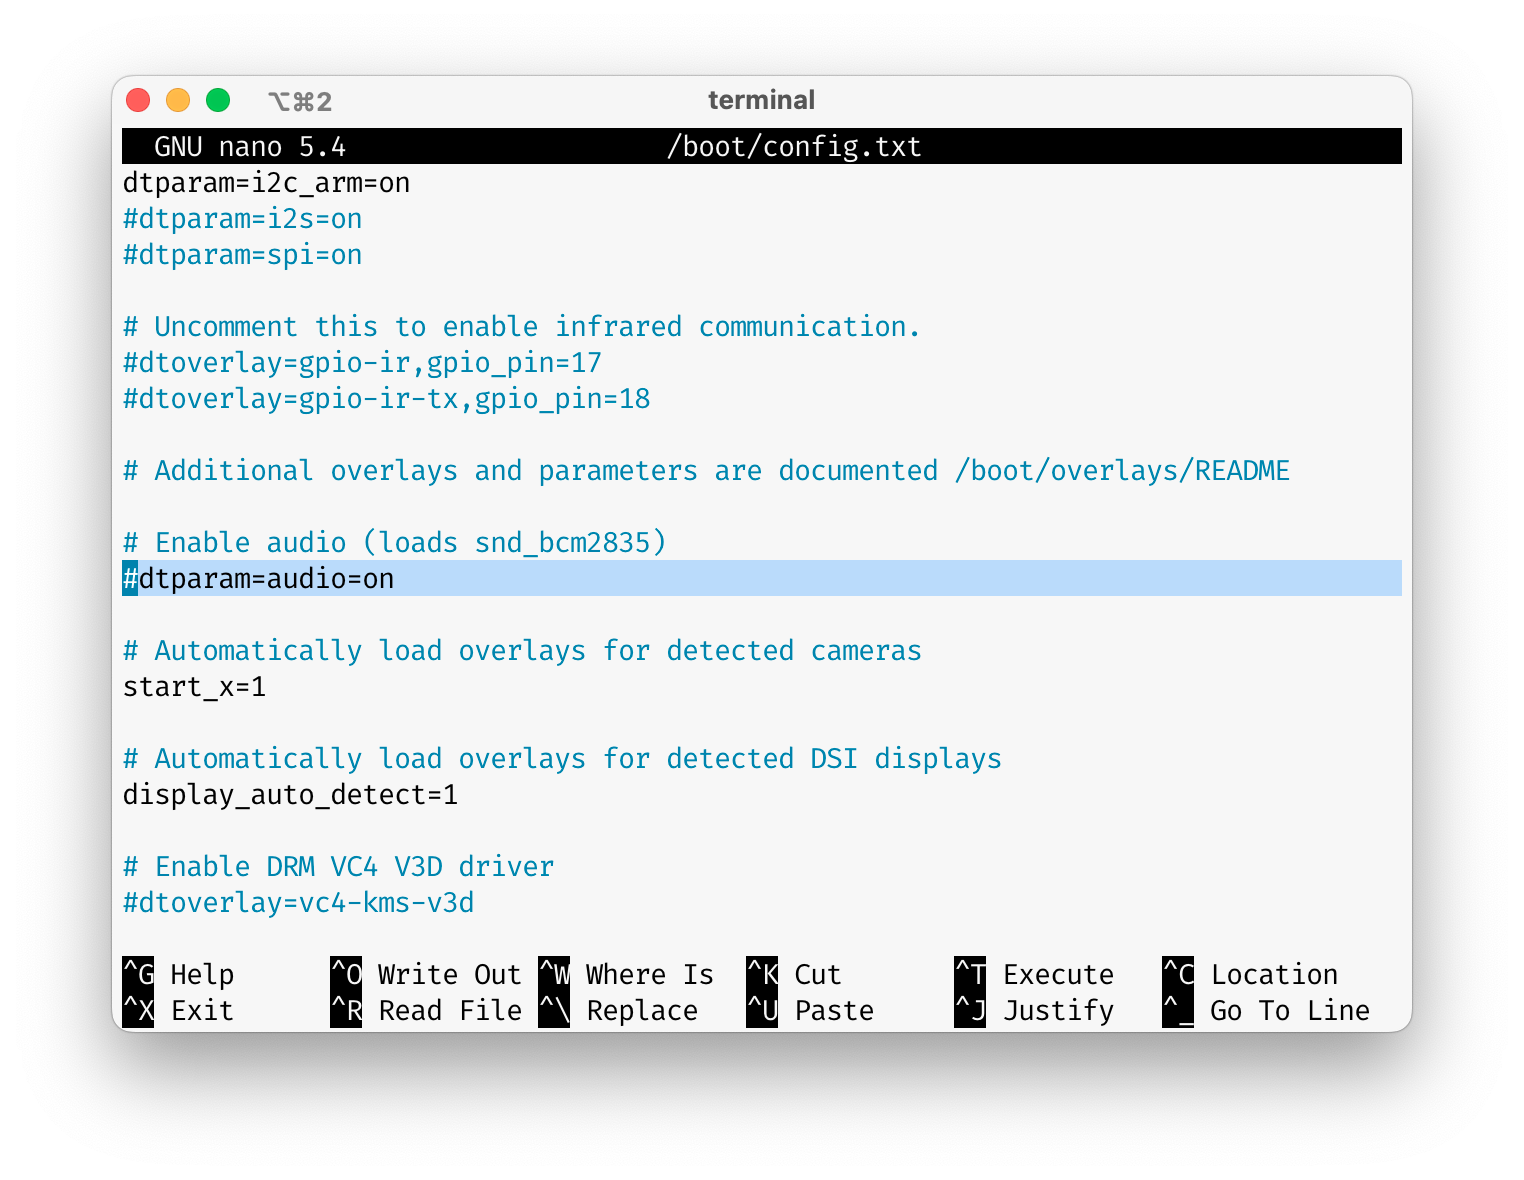 ⌥⌘2 terminal
GNU nano 5.4 /boot/config.txt
dtparam=i2c_arm=on
#dtparam=i2s=on
#dtparam=spi=on
# Uncomment this to enable infrared communication.
#dtoverlay=gpio-ir,gpio_pin=17
#dtoverlay=gpio-ir-tx,gpio_pin=18
# Additional overlays and parameters are documented /boot/overlays/README
# Enable audio (loads snd_bcm2835)
#dtparam=audio=on
# Automatically load overlays for detected cameras
start_x=1
# Automatically load overlays for detected DSI displays
display_auto_detect=1
# Enable DRM VC4 V3D driver
#dtoverlay=vc4-kms-v3d
^G Help ^O Write Out ^W Where Is ^K Cut ^T Execute ^C Location
^X Exit ^R Read File ^\ Replace ^U Paste ^J Justify ^_ Go To Line